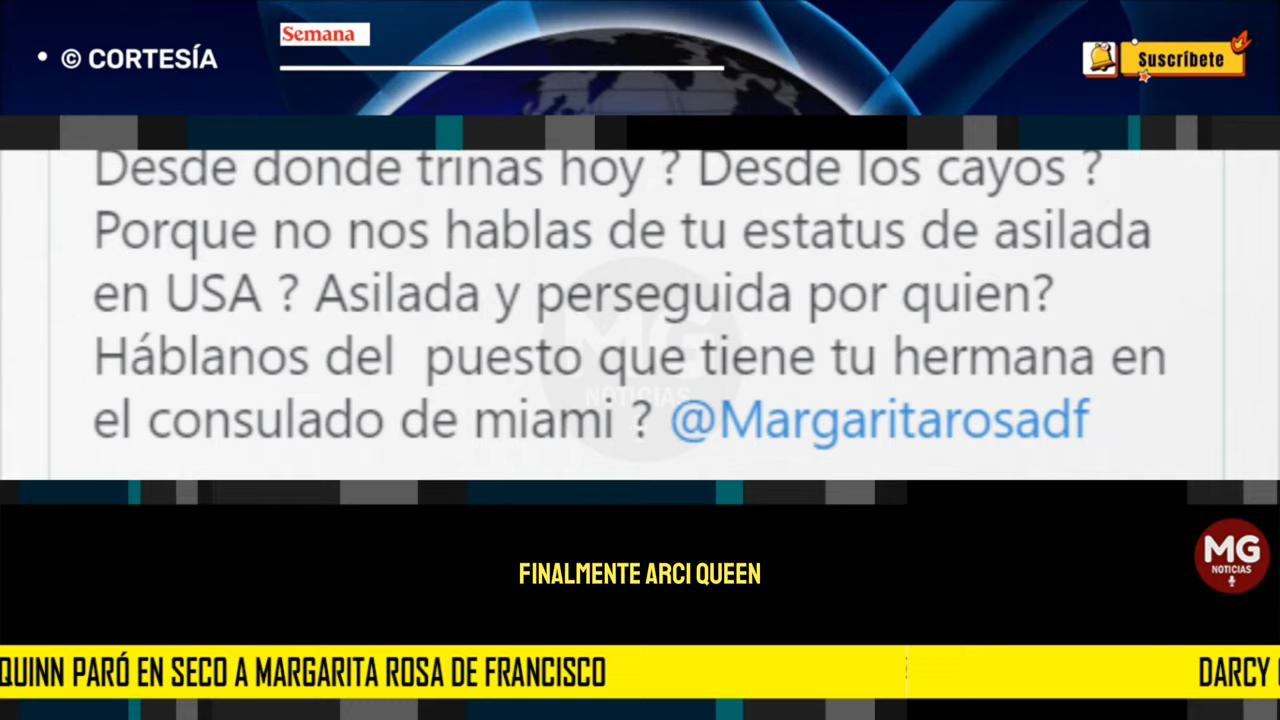 © CORTESÍA
Semana
Suscríbete
Desde donde trinas hoy ? Desde los cayos ?
Porque no nos hablas de tu estatus de asilada
en USA ? Asilada y perseguida por quien?
Háblanos del  puesto que tiene tu hermana en
el consulado de miami ? @Margaritarosadf
MG
NOTICIAS
FINALMENTE ARCI QUEEN
MG
NOTICIAS
QUINN PARÓ EN SECO A MARGARITA ROSA DE FRANCISCO
DARCY